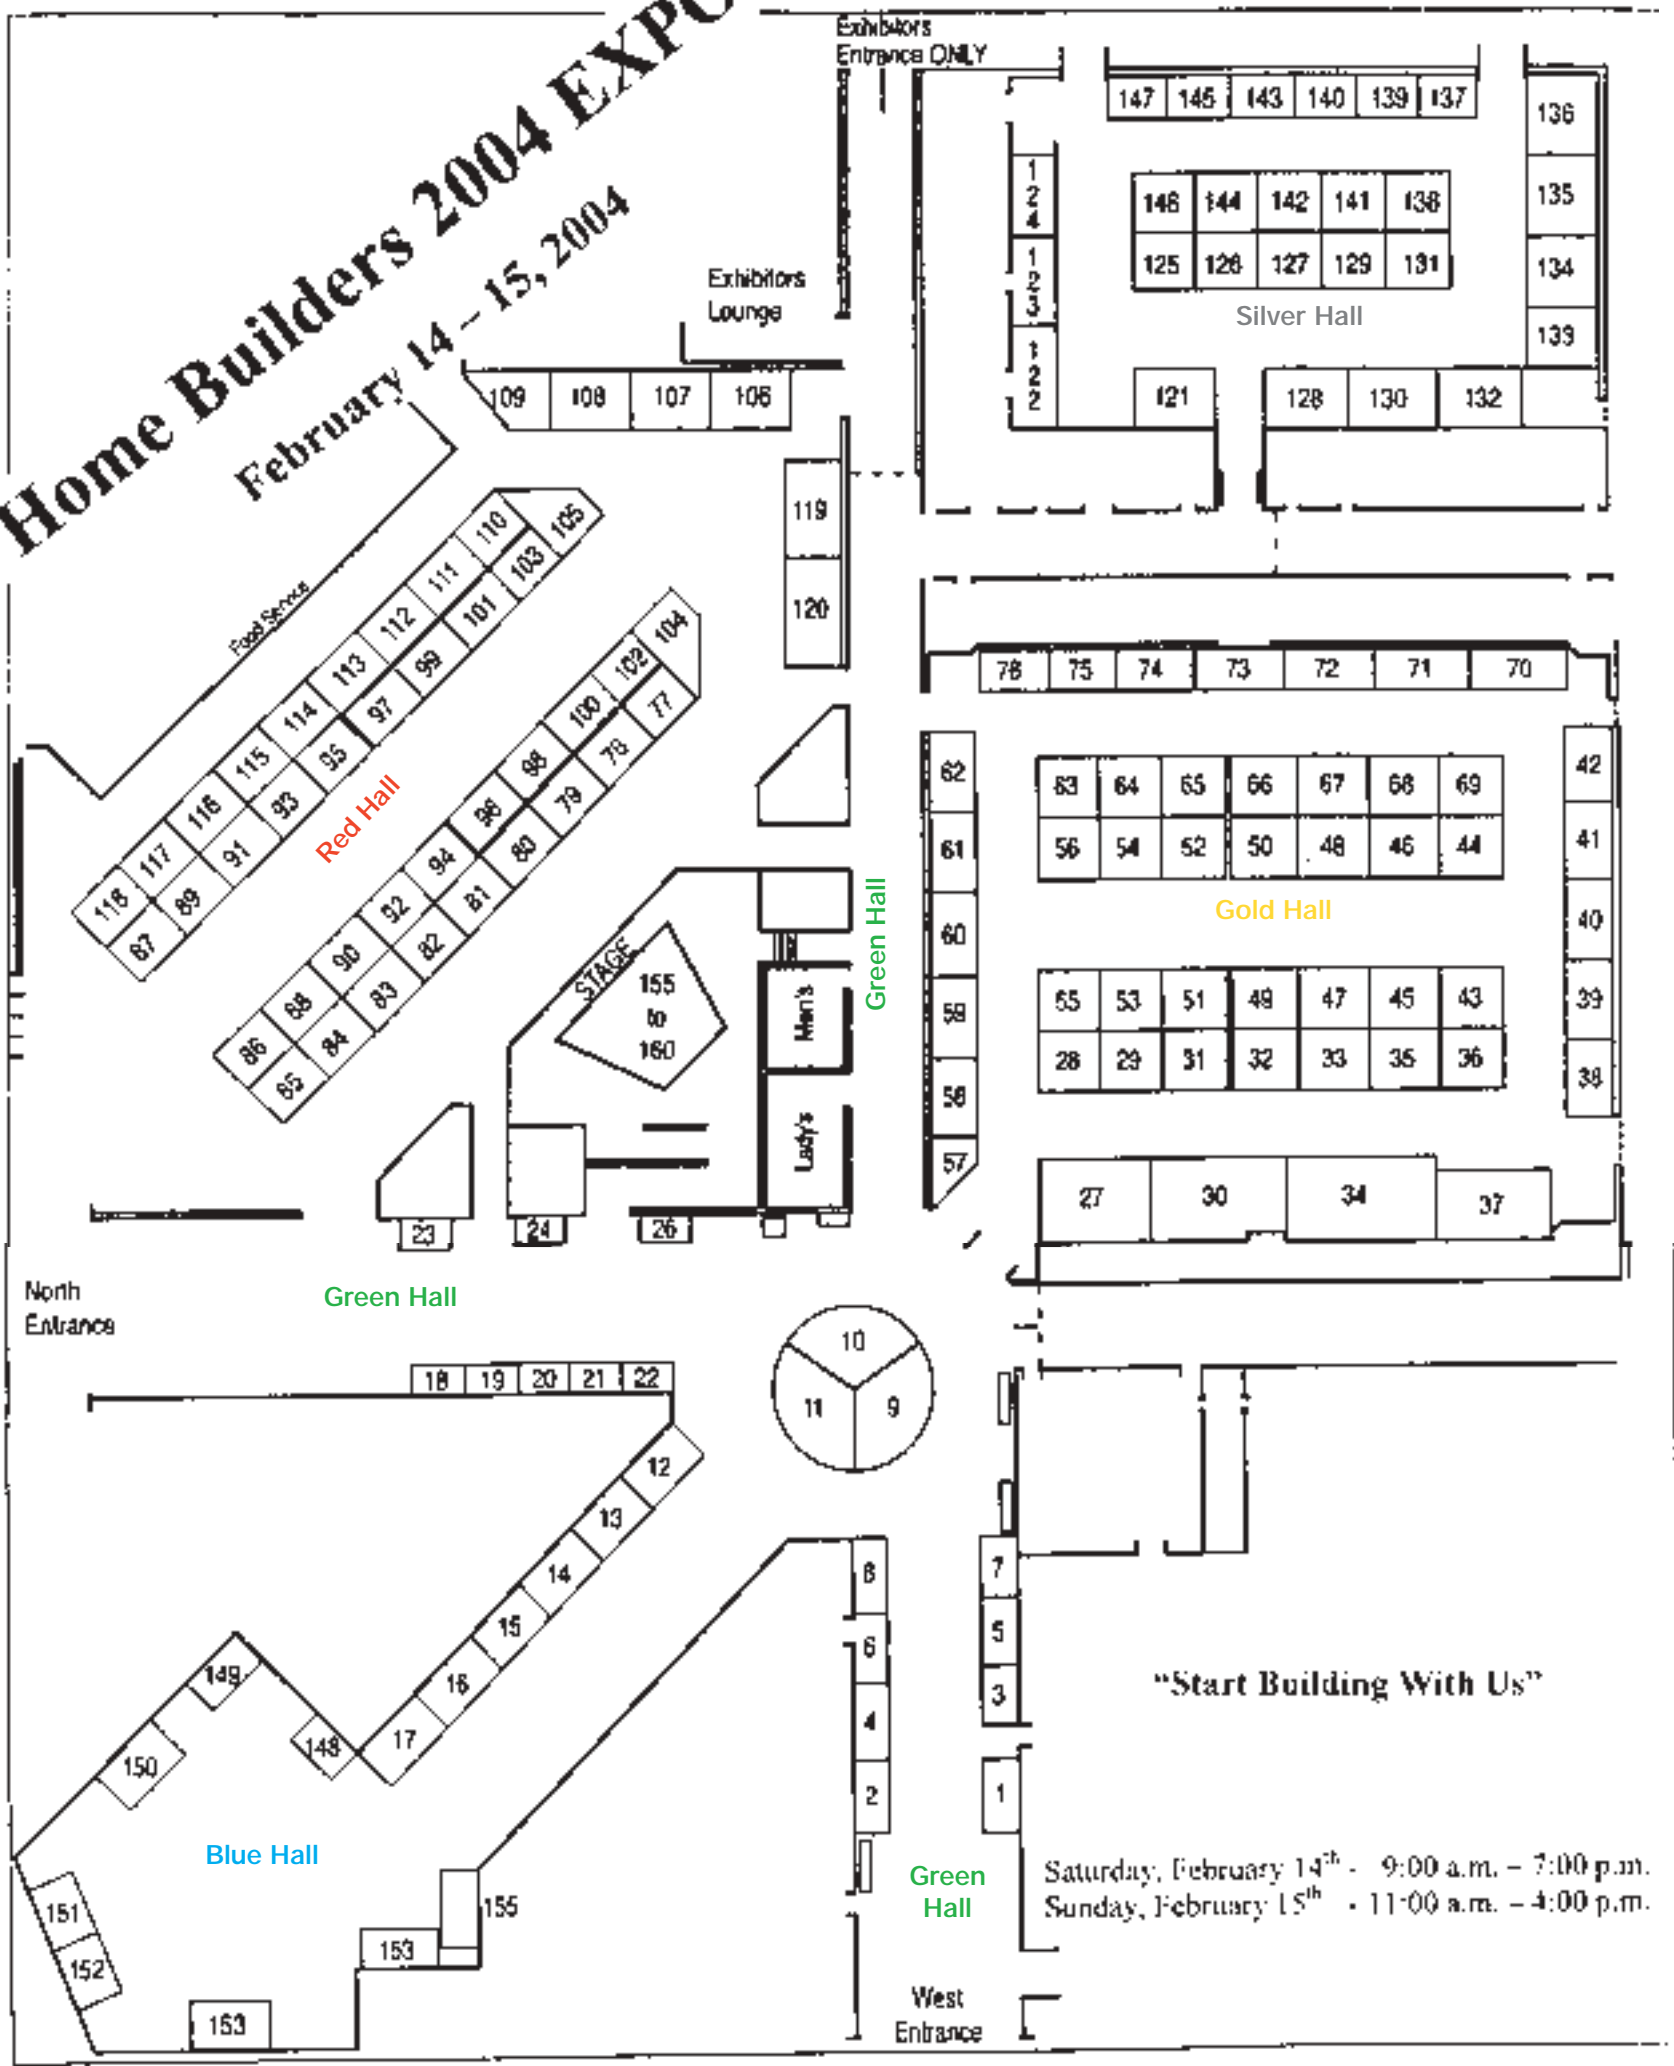 Home Builders 2004 EXPO
February 14 – 15, 2004
Exhibitors
Entrance ONLY
147 145 143 140 139 137
136
135
134
133
124
123
122
146 144 142 141 138
125 126 127 129 131
Silver Hall
121
128 130 132
Exhibitors
Lounge
109 108 107 106
119
120
Food Service
110 111 112 113 114 115 116 117 118
105 103 101 99 97 95 93 91 89 87
Red Hall
104 102 100 98 96 94 92 90 88 86
77 78 79 80 81 82 83 84 85
76 75 74 73 72 71 70
62
61
60
59
58
57
63 64 65 66 67 68 69
56 54 52 50 48 46 44
Gold Hall
55 53 51 49 47 45 43
28 29 31 32 33 35 36
42
41
40
39
38
27 30 34 37
Green Hall
STAGE
155
to
160
Men's
Lady's
23 24 26
North
Entrance
Green Hall
18 19 20 21 22
10
11 9
12
13
14
15
16
17
8
6
4
2
7
5
3
1
149
148
150
Blue Hall
151
152
153
153
155
"Start Building With Us"
Saturday, February 14th - 9:00 a.m. – 7:00 p.m.
Sunday, February 15th - 11:00 a.m. – 4:00 p.m.
Green
Hall
West
Entrance